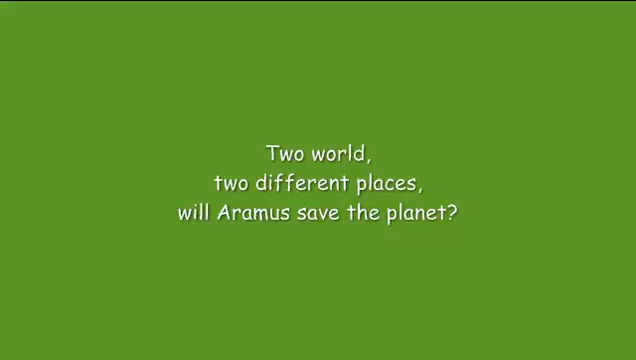 Two world,
two different places,
will Aramus save the planet?